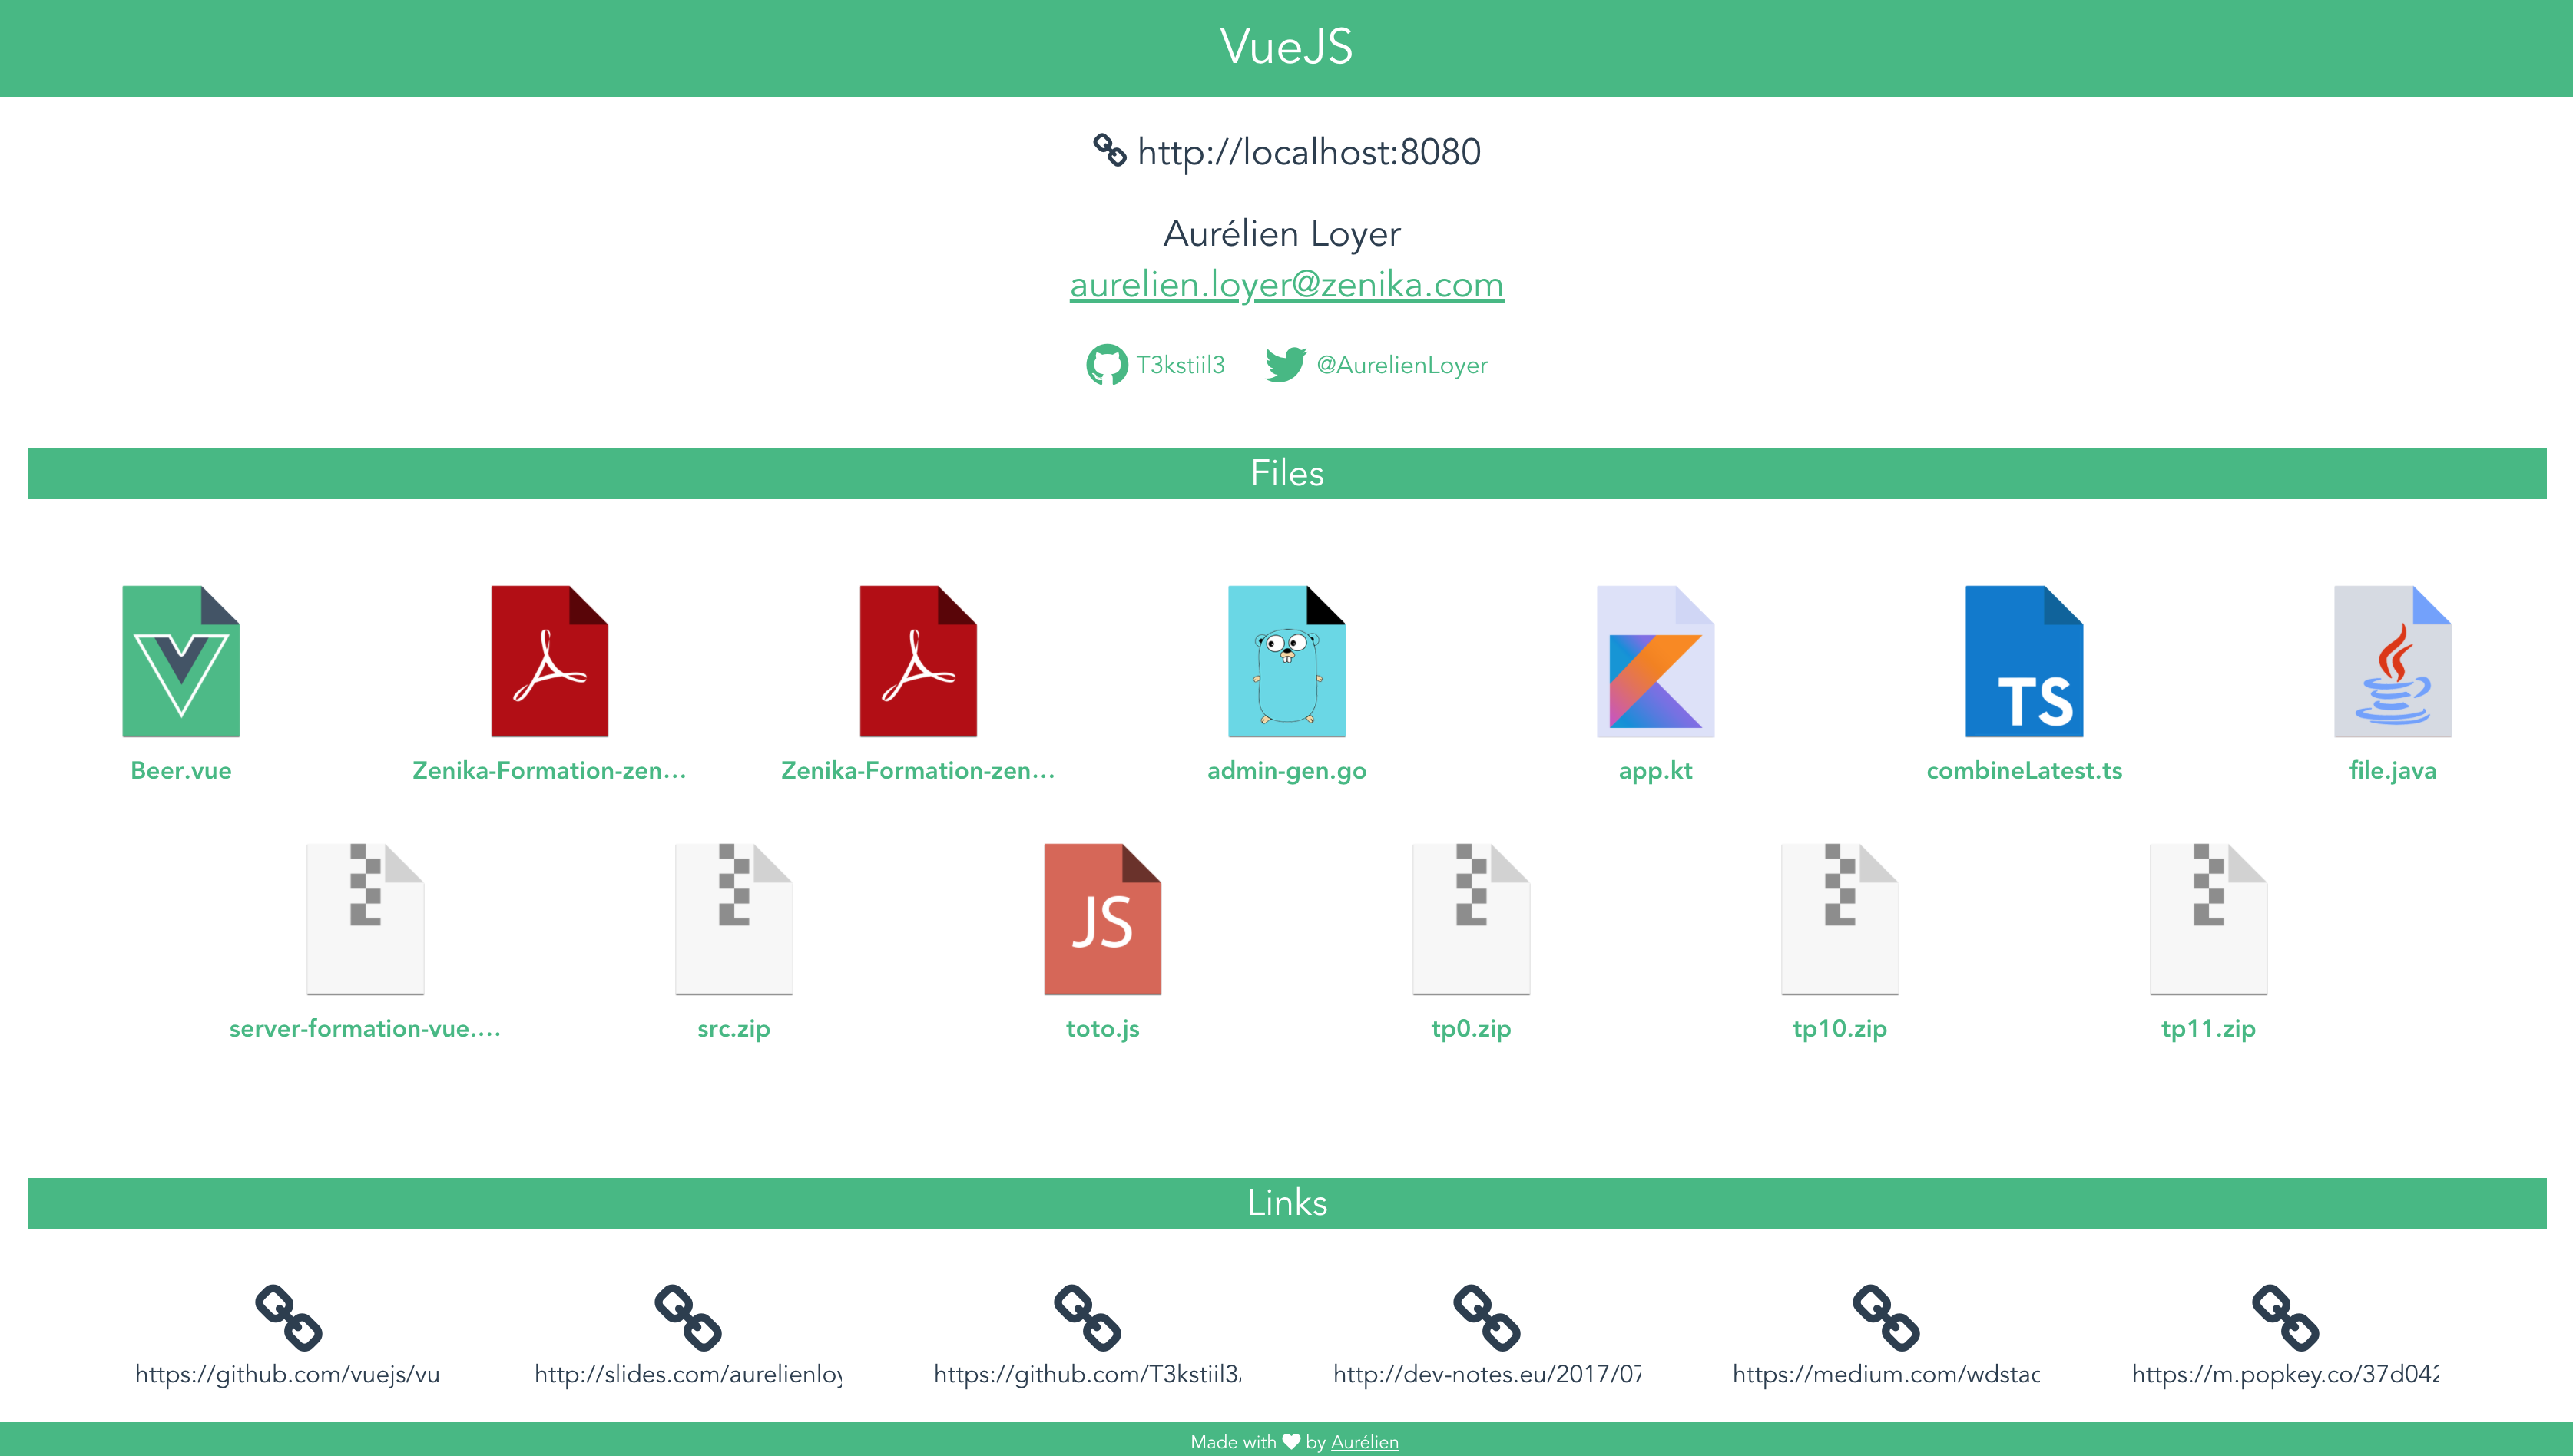 VueJS
http://localhost:8080
Aurélien Loyer
aurelien.loyer@zenika.com
T3kstiil3 @AurelienLoyer
Files
TS
Beer.vue Zenika-Formation-zen... Zenika-Formation-zen... admin-gen.go app.kt combineLatest.ts file.java
JS
server-formation-vue.... src.zip toto.js tp0.zip tp10.zip tp11.zip
Links
https://github.com/vuejs/vu http://slides.com/aurelienloy https://github.com/T3kstiil3/ http://dev-notes.eu/2017/07 https://medium.com/wdstac https://m.popkey.co/37d042
Made with ♥ by Aurélien